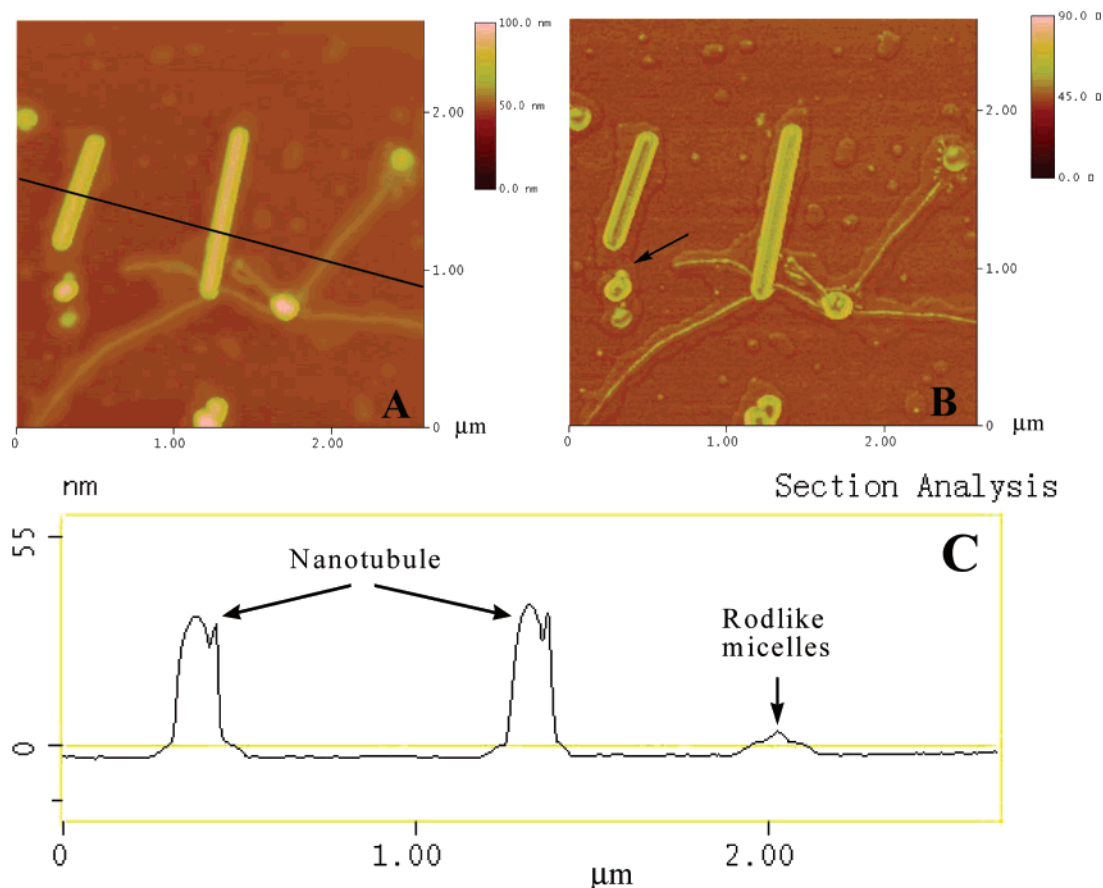 100.0 nm
50.0 nm
0.0 nm
2.00
1.00
0
0
1.00
2.00
μm
A
90.0 □
45.0 □
0.0 □
2.00
1.00
0
0
1.00
2.00
μm
B
nm
Section Analysis
55
0
Nanotubule
Rodlike
micelles
C
0
1.00
2.00
μm